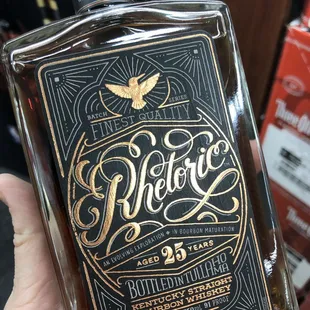 BATCH SERIES
FINEST QUALITY
Rhetoric
AN EVOLVING EXPLORATION IN BOURBON MATURATION
AGED 25 YEARS
BOTTLED IN TULLAHOMA
KENTUCKY STRAIGHT
BOURBON WHISKEY
PROOF